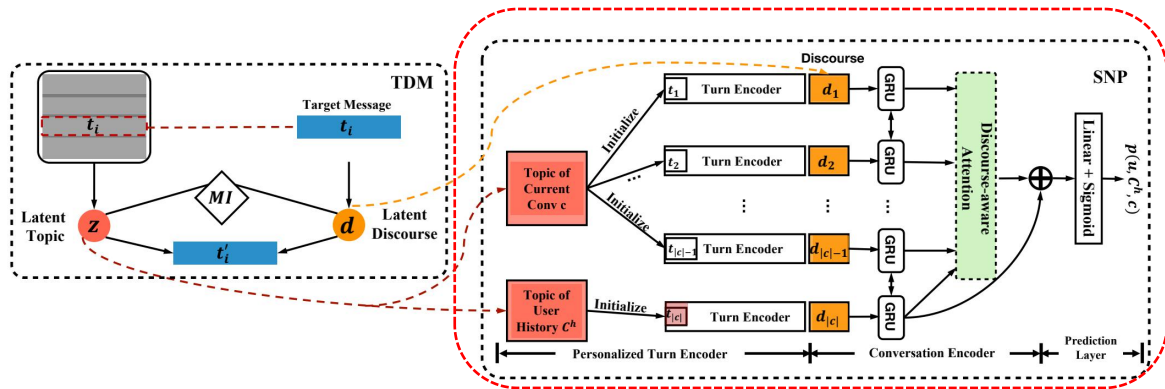 TDM
t_i
Target Message
t_i
MI
Latent
Topic
z
d
Latent
Discourse
t'_i
SNP
Discourse
Initialize
t_1
Turn Encoder
d_1
GRU
...
t_2
Turn Encoder
d_2
GRU
Topic of
Current
Conv c
Initialize
...
...
...
t_{|c|-1}
Turn Encoder
d_{|c|-1}
GRU
Topic of
User
History C^h
Initialize
t_{|c|}
Turn Encoder
d_{|c|}
GRU
Discourse-aware
Attention
Linear + Sigmoid
p(u, C^h, c)
Personalized Turn Encoder
Conversation Encoder
Prediction
Layer